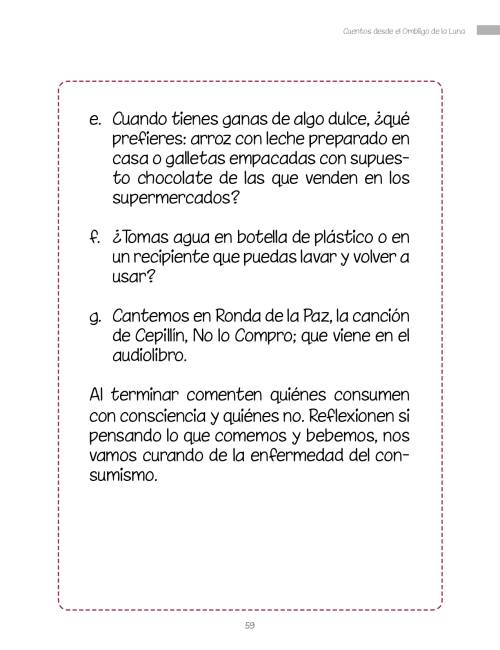 Cuentos desde el Ombligo de la Luna
e. Cuando tienes ganas de algo dulce, ¿qué
prefieres: arroz con leche preparado en
casa o galletas empacadas con supues-
to chocolate de las que venden en los
supermercados?
f. ¿Tomas agua en botella de plástico o en
un recipiente que puedas lavar y volver a
usar?
g. Cantemos en Ronda de la Paz, la canción
de Cepillín, No lo Compro; que viene en el
audiolibro.
Al terminar comenten quiénes consumen
con consciencia y quiénes no. Reflexionen si
pensando lo que comemos y bebemos, nos
vamos curando de la enfermedad del con-
sumismo.
59